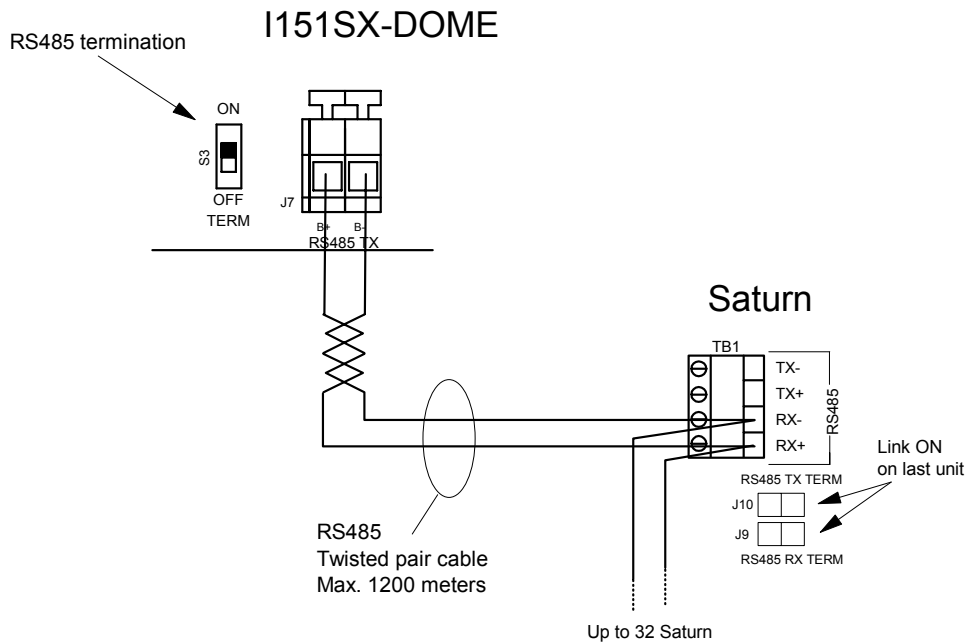 I151SX-DOME
RS485 termination
ON
S3
OFF
TERM
J7
B+ B-
RS485 TX
Saturn
TB1
TX-
TX+
RX-
RX+
RS485
Link ON
on last unit
RS485 TX TERM
J10
J9
RS485 RX TERM
RS485
Twisted pair cable
Max. 1200 meters
Up to 32 Saturn